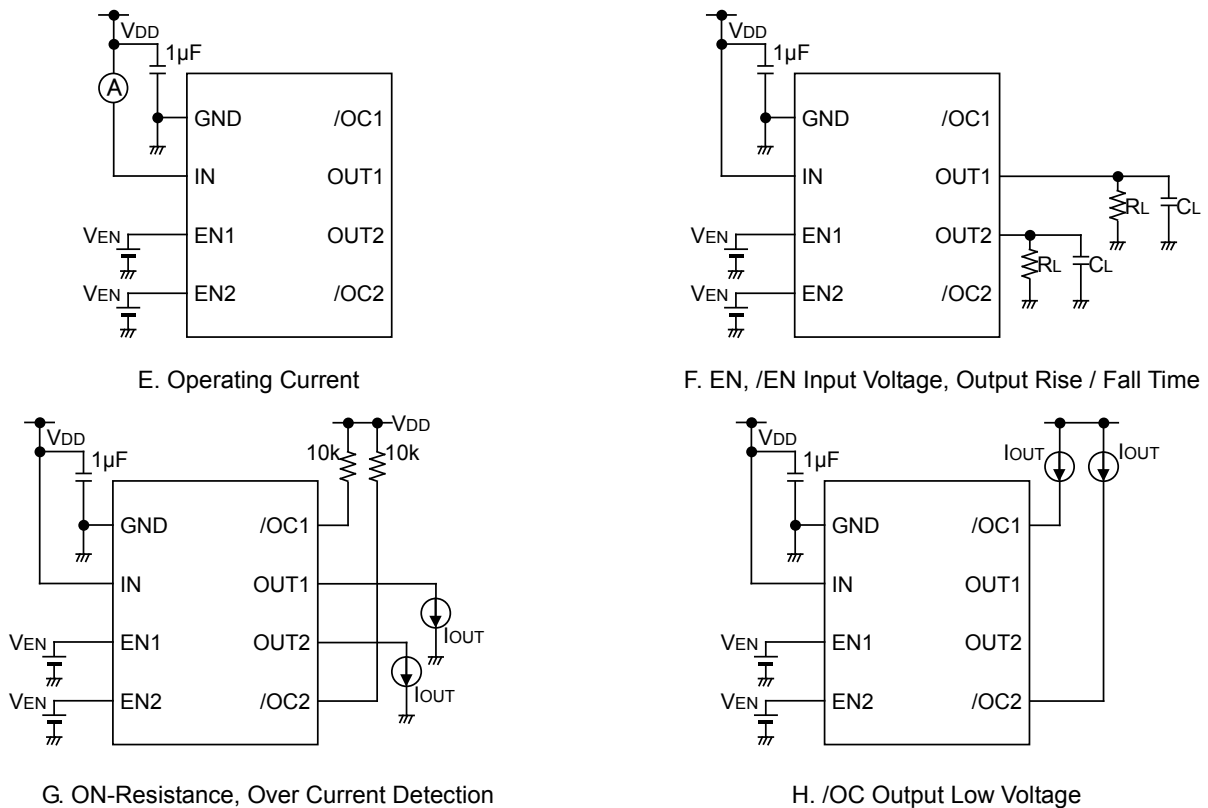 VDD
1µF
A
GND /OC1
IN OUT1
VEN EN1 OUT2
VEN EN2 /OC2
E. Operating Current
VDD
1µF
GND /OC1
IN OUT1
RL CL
VEN EN1 OUT2
RL CL
VEN EN2 /OC2
F. EN, /EN Input Voltage, Output Rise / Fall Time
VDD VDD
1µF 10k 10k
GND /OC1
IN OUT1
VEN EN1 OUT2 IOUT
VEN EN2 /OC2 IOUT
G. ON-Resistance, Over Current Detection
VDD
1µF IOUT IOUT
GND /OC1
IN OUT1
VEN EN1 OUT2
VEN EN2 /OC2
H. /OC Output Low Voltage